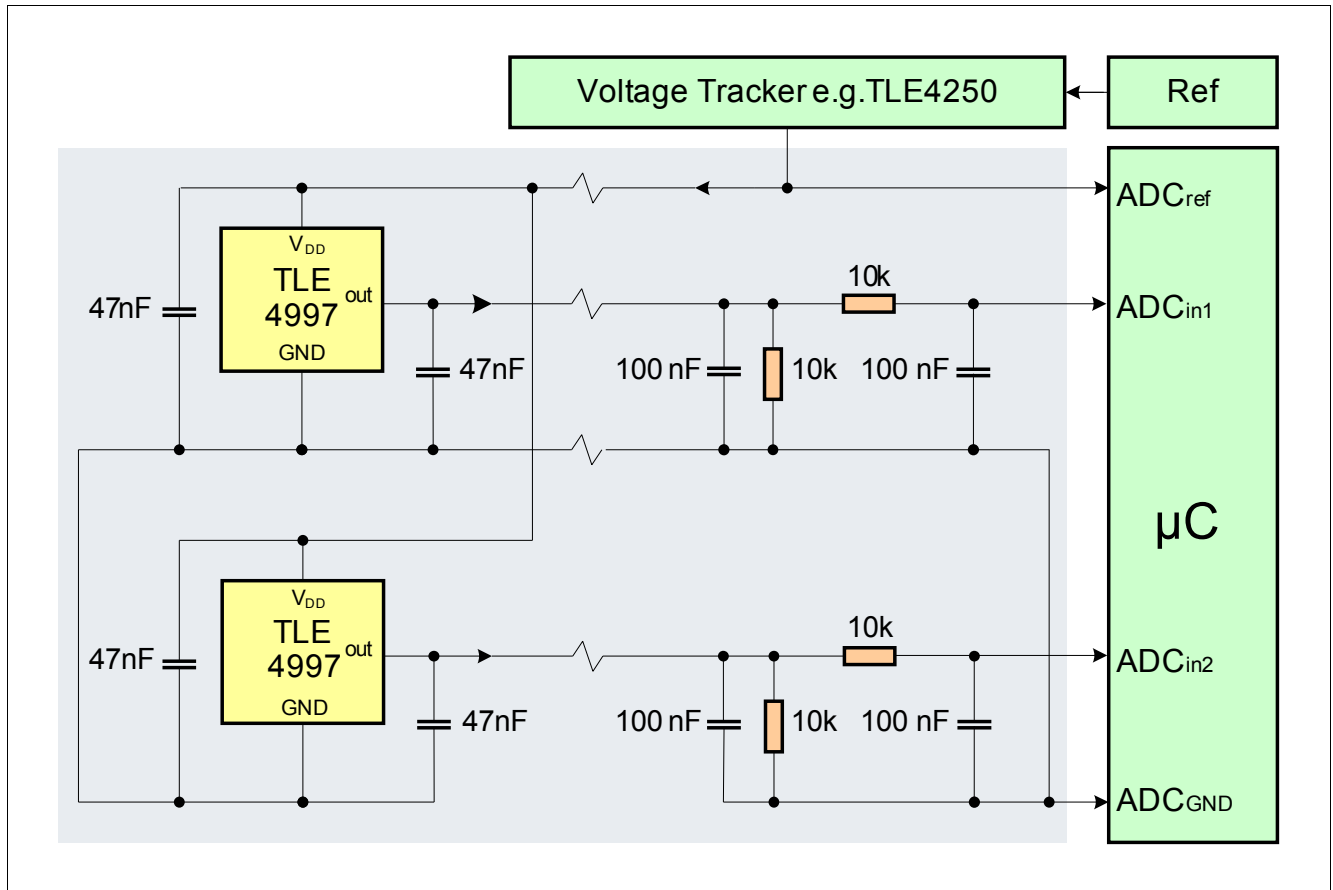 Voltage Tracker e.g.TLE4250
Ref
ADCref
VDD
TLE
4997
out
GND
47nF
47nF
100 nF
10k
10k
100 nF
ADCin1
µC
VDD
TLE
4997
out
GND
47nF
47nF
100 nF
10k
10k
100 nF
ADCin2
ADCGND